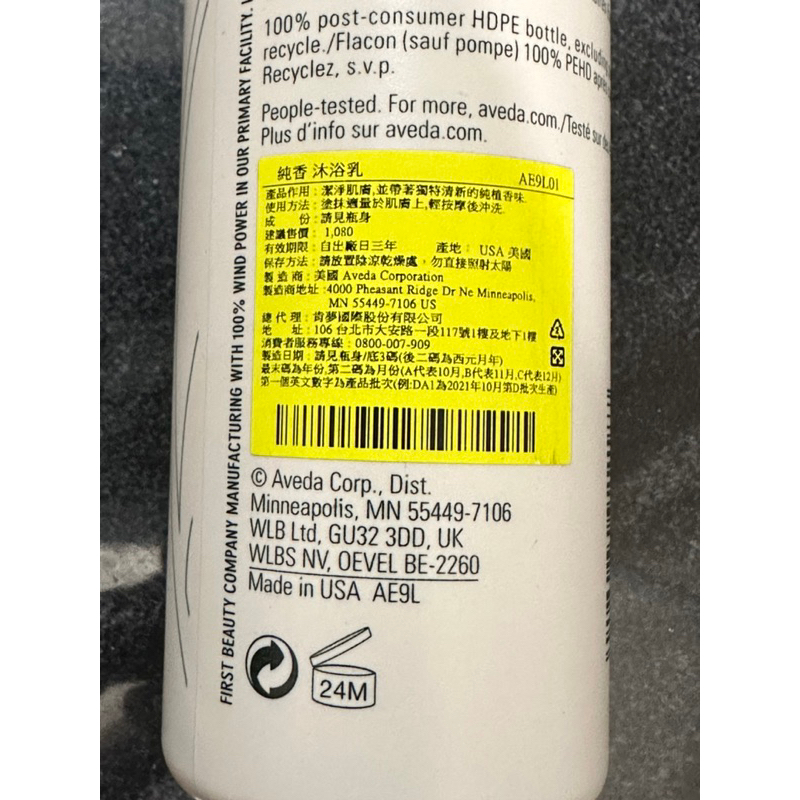 100% post-consumer HDPE bottle, excluding
recycle./Flacon (sauf pompe) 100% PEHD après
Recyclez, s.v.p.
People-tested. For more, aveda.com./Testé sur des
Plus d'info sur aveda.com.
純香 沐浴乳 AE9L01
產品作用：潔淨肌膚,並帶著獨特清新的純植香味.
使用方法：塗抹適量於肌膚上,輕按摩後沖洗.
成　　份：請見瓶身
建議售價：1,080
有效期限：自出廠日三年 產地：USA 美國
保存方法：請放置陰涼乾燥處，勿直接照射太陽
製 造 商：美國 Aveda Corporation
製造商地址:4000 Pheasant Ridge Dr Ne Minneapolis,
MN 55449-7106 US
總 代 理：肯夢國際股份有限公司
地　　址：106 台北市大安路一段117號1樓及地下1樓
消費者服務專線：0800-007-909
製造日期：請見瓶身/底3碼(後二碼為西元月年)
最末碼為年份,第二碼為月份(A代表10月,B代表11月,C代表12月)
第一個英文數字為產品批次(例:DA1為2021年10月第D批次生產)
© Aveda Corp., Dist.
Minneapolis, MN 55449-7106
WLB Ltd, GU32 3DD, UK
WLBS NV, OEVEL BE-2260
Made in USA AE9L
24M
FIRST BEAUTY COMPANY MANUFACTURING WITH 100% WIND POWER IN OUR PRIMARY FACILITY.